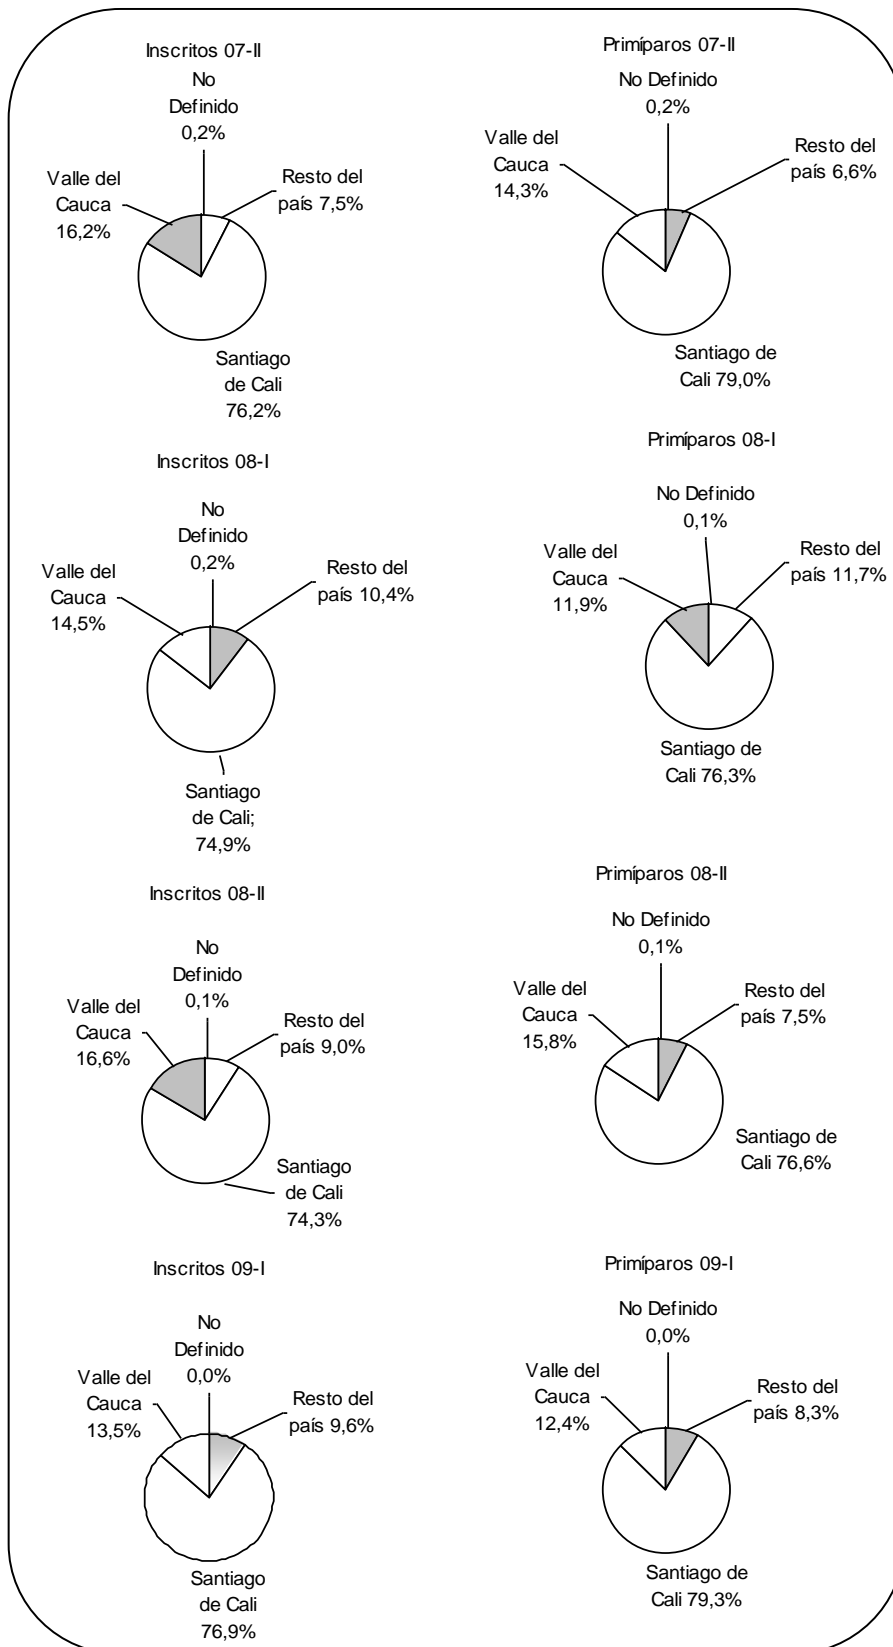 Inscritos 07-II
No
Definido
0,2%
Valle del
Cauca
16,2%
Resto del
país 7,5%
Santiago
de Cali
76,2%
Primíparos 07-II
No Definido
0,2%
Valle del
Cauca
14,3%
Resto del
país 6,6%
Santiago de
Cali 79,0%
Inscritos 08-I
No
Definido
0,2%
Valle del
Cauca
14,5%
Resto del
país 10,4%
Santiago
de Cali;
74,9%
Primíparos 08-I
No Definido
0,1%
Valle del
Cauca
11,9%
Resto del
país 11,7%
Santiago de
Cali 76,3%
Inscritos 08-II
No
Definido
0,1%
Valle del
Cauca
16,6%
Resto del
país 9,0%
Santiago
de Cali
74,3%
Primíparos 08-II
No Definido
0,1%
Valle del
Cauca
15,8%
Resto del
país 7,5%
Santiago de
Cali 76,6%
Inscritos 09-I
No
Definido
0,0%
Valle del
Cauca
13,5%
Resto del
país 9,6%
Santiago
de Cali
76,9%
Primíparos 09-I
No Definido
0,0%
Valle del
Cauca
12,4%
Resto del
país 8,3%
Santiago de
Cali 79,3%